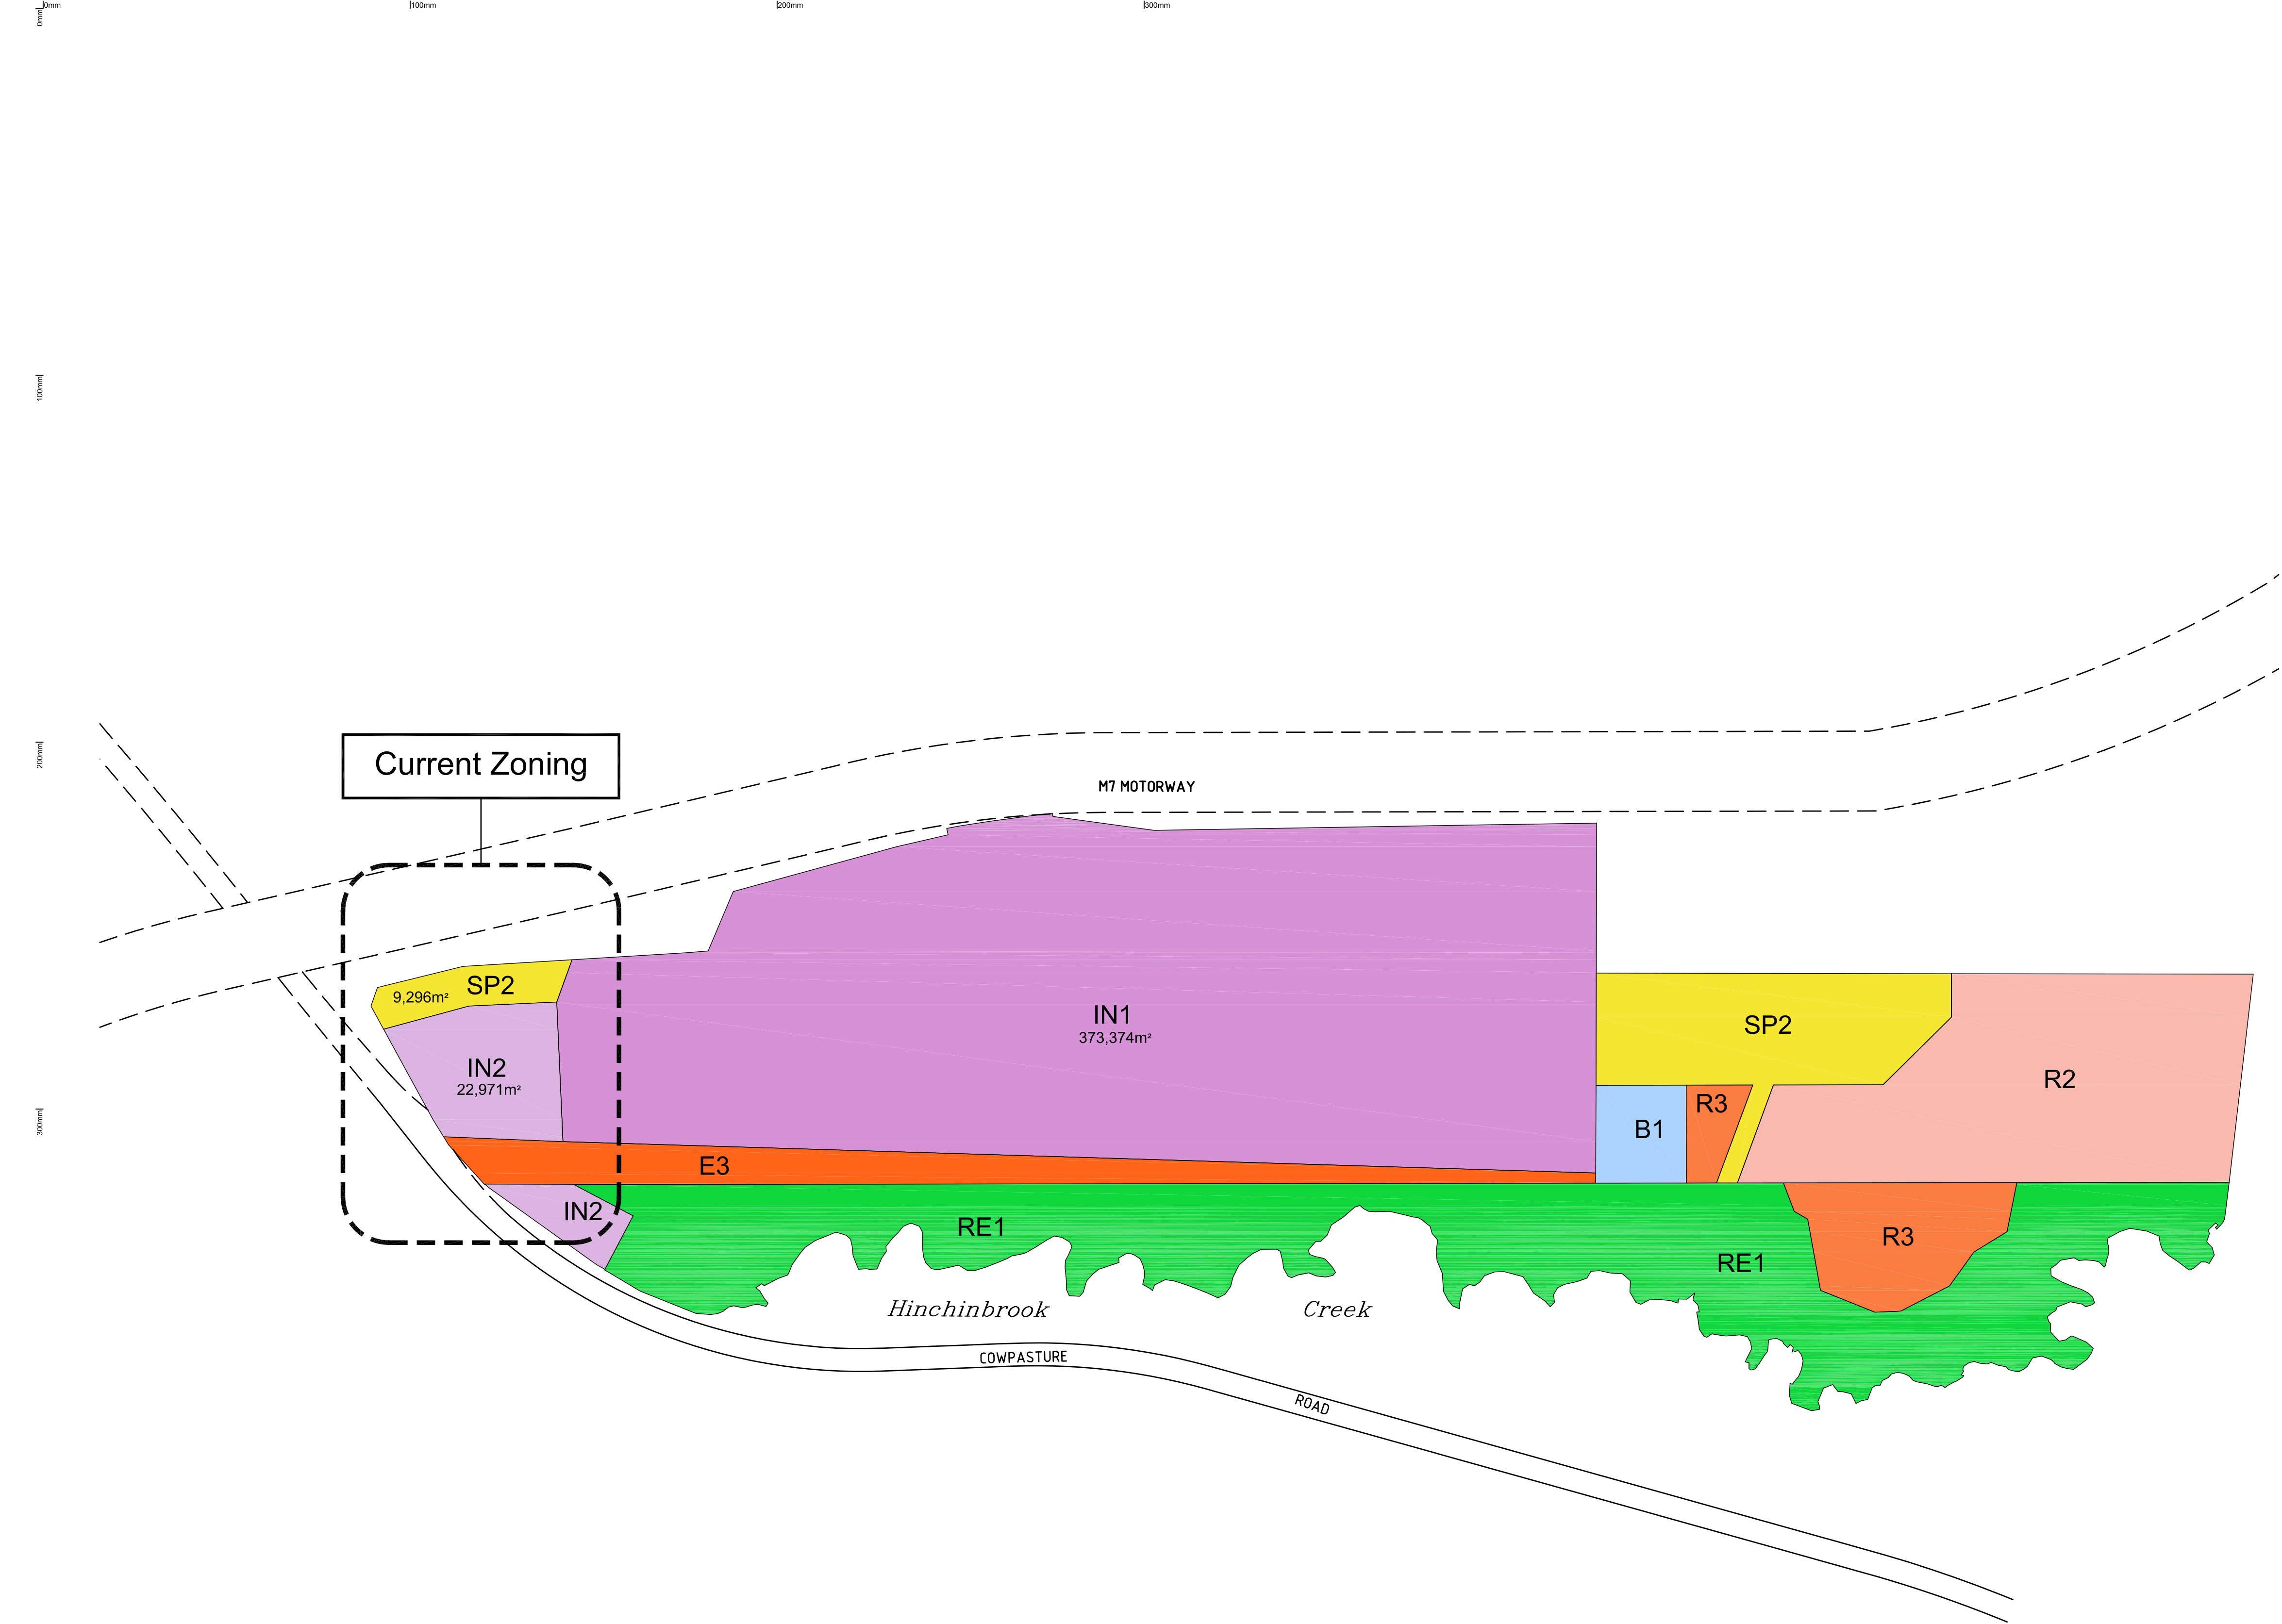 0mm
100mm
200mm
300mm
0mm
100mm
200mm
300mm
Current Zoning
M7 MOTORWAY
SP2
9,296m²
IN2
22,971m²
IN1
373,374m²
SP2
R2
B1
R3
E3
IN2
RE1
RE1
R3
Hinchinbrook Creek
COWPASTURE
ROAD